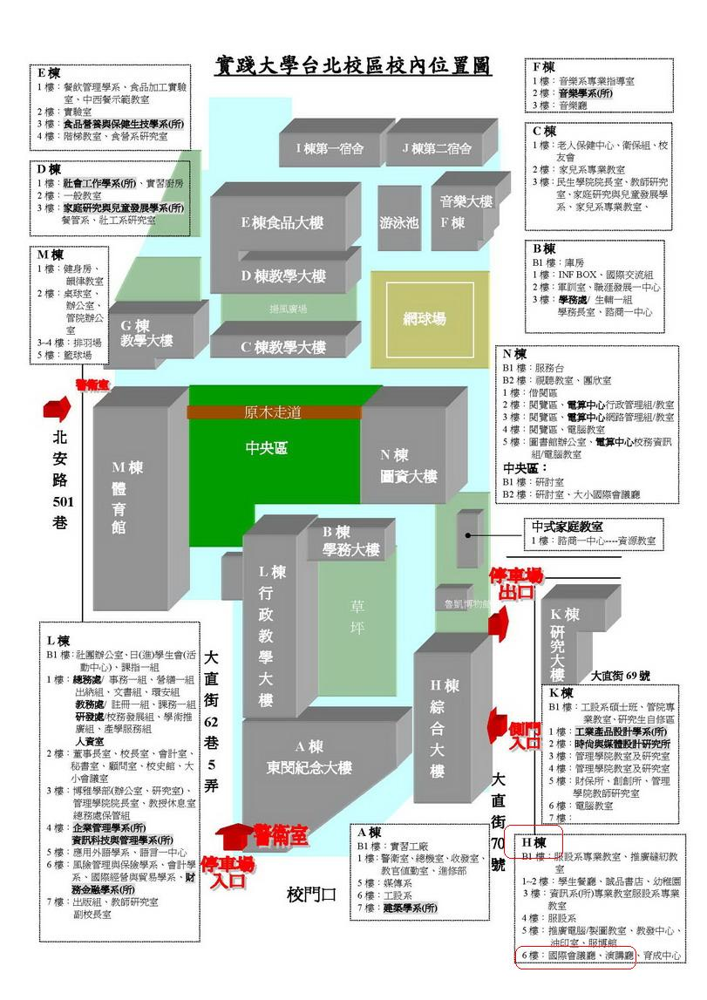 實踐大學台北校區校內位置圖
E 棟
1 樓：餐飲管理學系、食品加工實驗
室、中西餐示範教室
2 樓：實驗室
3 樓：食品營養與保健生技學系(所)
4 樓：階梯教室、食營系研究室
D 棟
1 樓：社會工作學系(所)、實習廚房
2 樓：一般教室
3 樓：家庭研究與兒童發展學系(所)
餐管系、社工系研究室
M 棟
1 樓：健身房、
韻律教室
2 樓：桌球室、
辦公室、
管院辦公
室
3~4 樓：排羽場
5 樓：籃球場
F 棟
1 樓：音樂系專業指導室
2 樓：音樂學系(所)
3 樓：音樂廳
C 棟
1 樓：老人保健中心、衛保組、校
友會
2 樓：家兒系專業教室
3 樓：民生學院院長室、教師研究
室、家庭研究與兒童發展學
系、家兒系專業教室、
B 棟
B1 樓：庫房
1 樓：INF BOX、國際交流組
2 樓：軍訓室、職涯發展一中心
3 樓：學務處/ 生輔一組
學務長室、諮商一中心
N 棟
B1 樓：服務台
B2 樓：視聽教室、團欣室
1 樓：借閱區
2 樓：閱覽區、電算中心行政管理組/教室
3 樓：閱覽區、電算中心網路管理組/教室
4 樓：閱覽區、電腦教室
5 樓：圖書館辦公室、電算中心校務資訊
組/電腦教室
中央區：
B1 樓：研討室
B2 樓：研討室、大小國際會議廳
中式家庭教室
1 樓：諮商一中心----資源教室
I 棟第一宿舍
J 棟第二宿舍
E 棟食品大樓
游泳池
音樂大樓
F 棟
D 棟教學大樓
揚風廣場
網球場
G 棟
教學大樓
C 棟教學大樓
警衛室
北安路501巷
原木走道
中央區
M 棟體育館
N 棟
圖資大樓
B 棟
學務大樓
L 棟行政教學大樓
草坪
魯凱博物館
停車場
出口
K 棟研究大樓
大直街 69 號
H 棟綜合大樓
A 棟
東閔紀念大樓
側門
入口
大直街62巷5弄
大直街70號
警衛室
停車場
入口
校門口
L 棟
B1 樓：社團辦公室、日(進)學生會(活
動中心)、課指一組
1 樓：總務處/ 事務一組、營繕一組
出納組、文書組、環安組
教務處/ 註冊一組、課務一組
研發處/校務發展組、學術推
廣組、產學服務組
人資室
2 樓：董事長室、校長室、會計室、
秘書室、顧問室、校史館、大
小會議室
3 樓：博雅學部(辦公室、研究室)、
管理學院院長室、教授休息室
總務處保管組
4 樓：企業管理學系(所)
資訊科技與管理學系(所)
5 樓：應用外語學系、語言一中心
6 樓：風險管理與保險學系、會計學
系、國際經營與貿易學系、財
務金融學系(所)
7 樓：出版組、教師研究室
副校長室
A 棟
B1 樓：實習工廠
1 樓：警衛室、總機室、收發室、
教官值勤室、進修部
5 樓：媒傳系
6 樓：工設系
7 樓：建築學系(所)
K 棟
B1 樓：工設系碩士班、管院專
業教室、研究生自修區
1 樓：工業產品設計學系(所)
2 樓：時尚與媒體設計研究所
3 樓：管理學院教室及研究室
4 樓：管理學院教室及研究室
5 樓：財保所、創創所、管理
學院教師研究室
6 樓：電腦教室
7 樓：
H 棟
B1 樓：服設系專業教室、推廣縫紉教
室
1~2 樓：學生餐廳、誠品書店、幼稚園
3 樓：資訊系(所)專業教室服設系專業
教室
4 樓：服設系
5 樓：推廣電腦/製圖教室、教發中心、
油印室、服博館
6 樓：國際會議廳、演講廳、育成中心